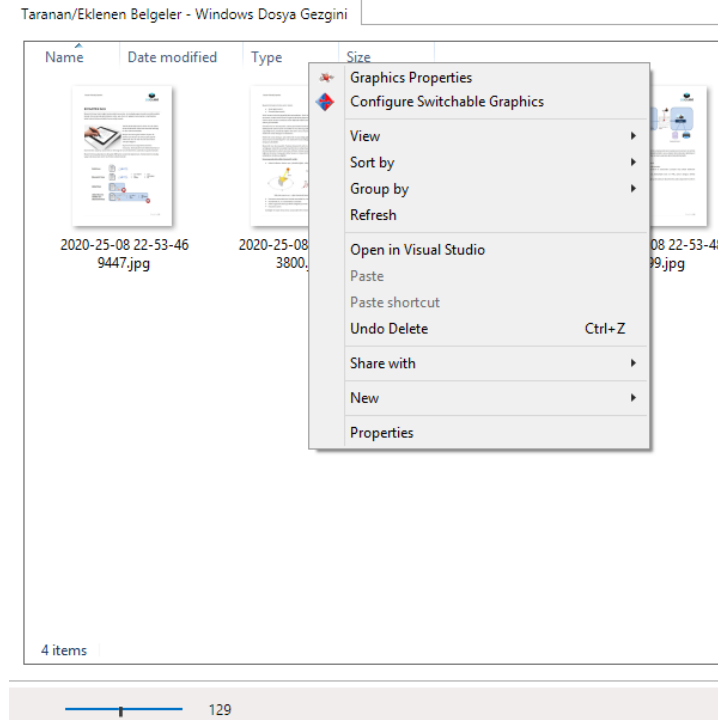 Taranan/Eklenen Belgeler - Windows Dosya Gezgini
Name Date modified Type Size
Graphics Properties
Configure Switchable Graphics
View
Sort by
Group by
Refresh
Open in Visual Studio
Paste
Paste shortcut
Undo Delete Ctrl+Z
Share with
New
Properties
2020-25-08 22-53-46
9447.jpg
2020-25-08
3800.
08 22-53-48
99.jpg
4 items
129